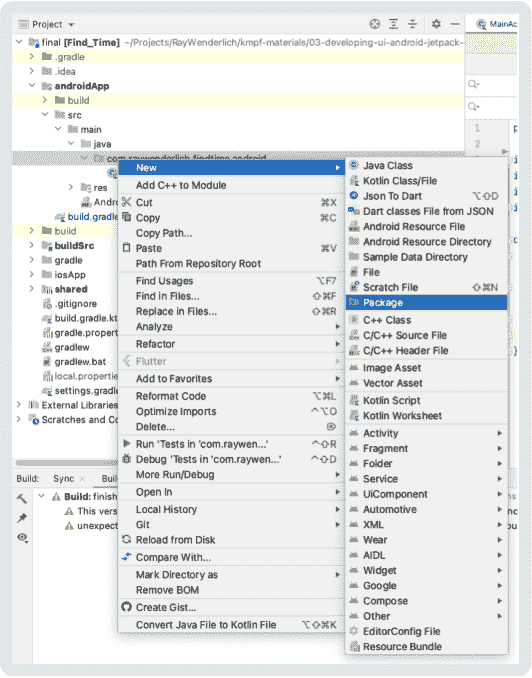 Project
MainAc
final [Find_Time] ~/Projects/RayWenderlich/kmpf-materials/03-developing-ui-android-jetpack-
.gradle
.idea
androidApp
build
src
main
java
com.raywenderlich.findtime.android
res
Andr
build.gradle
build
buildSrc
gradle
iosApp
shared
.gitignore
build.gradle.kt
gradle.prope
gradlew
gradlew.bat
local.properti
settings.gradl
External Libraries
Scratches and Co
1
2
3
New
Add C++ to Module
Cut ⌘X
Copy ⌘C
Copy Path...
Paste ⌘V
Path From Repository Root
Find Usages ⌥F7
Find in Files... ⇧⌘F
Replace in Files... ⇧⌘R
Analyze
Refactor
Flutter
Add to Favorites
Reformat Code ⌥⌘L
Optimize Imports ⌃⌥O
Delete... ⌦
Run 'Tests in 'com.raywen...' ⌃⇧R
Debug 'Tests in 'com.raywen...' ⌃⇧D
More Run/Debug
Open In
Local History
Git
Reload from Disk
Compare With...
Mark Directory as
Remove BOM
Create Gist...
Convert Java File to Kotlin File ⌥⇧⌘K
Java Class
Kotlin Class/File
Json To Dart ⌥⇧D
Dart classes File from JSON
Android Resource File
Android Resource Directory
Sample Data Directory
File
Scratch File ⇧⌘N
Package
C++ Class
C/C++ Source File
C/C++ Header File
Image Asset
Vector Asset
Kotlin Script
Kotlin Worksheet
Activity
Fragment
Folder
Service
UiComponent
Automotive
XML
Wear
AIDL
Widget
Google
Compose
Other
EditorConfig File
Resource Bundle
Build: Sync × Bu
Build: finish
This vers
unexpect